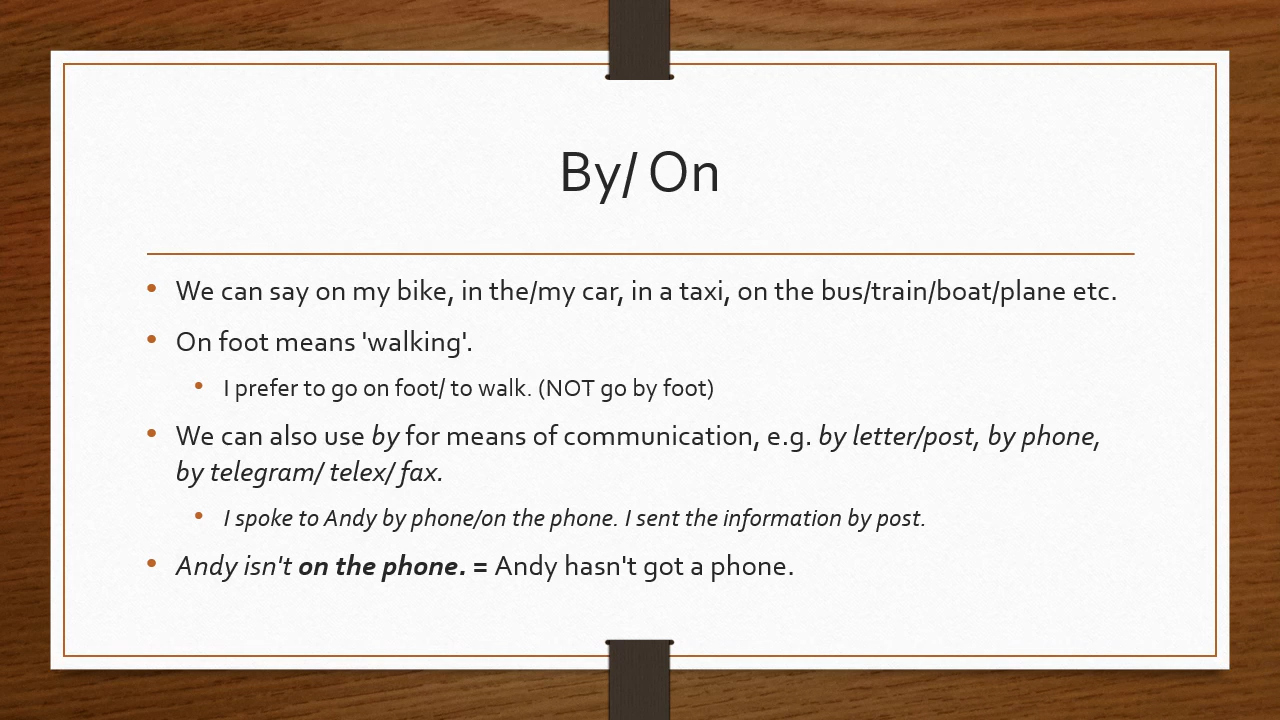 By/ On
• We can say on my bike, in the/my car, in a taxi, on the bus/train/boat/plane etc.
• On foot means 'walking'.
• I prefer to go on foot/ to walk. (NOT go by foot)
• We can also use by for means of communication, e.g. by letter/post, by phone,
by telegram/ telex/ fax.
• I spoke to Andy by phone/on the phone. I sent the information by post.
• Andy isn't on the phone. = Andy hasn't got a phone.